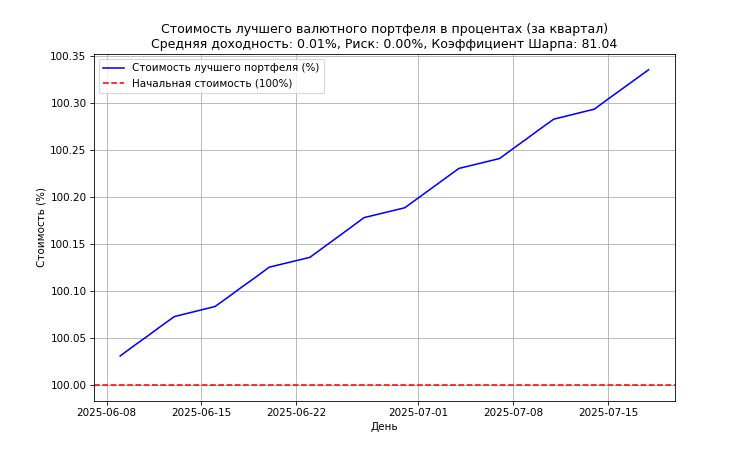 Стоимость лучшего валютного портфеля в процентах (за квартал)
Средняя доходность: 0.01%, Риск: 0.00%, Коэффициент Шарпа: 81.04
Стоимость лучшего портфеля (%)
Начальная стоимость (100%)
Стоимость (%)
100.35
100.30
100.25
100.20
100.15
100.10
100.05
100.00
2025-06-08
2025-06-15
2025-06-22
2025-07-01
2025-07-08
2025-07-15
День